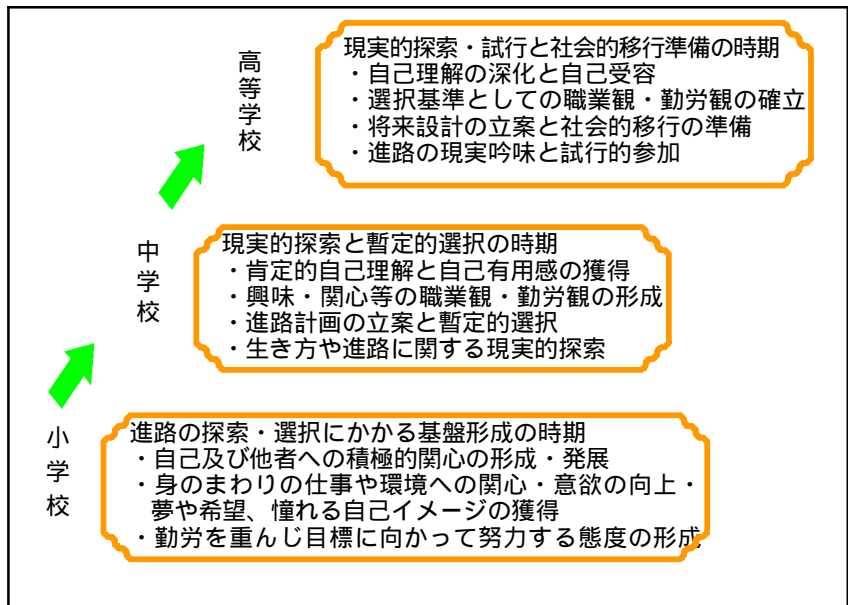 高等学校
現実的探索・試行と社会的移行準備の時期
・自己理解の深化と自己受容
・選択基準としての職業観・勤労観の確立
・将来設計の立案と社会的移行の準備
・進路の現実吟味と試行的参加
中学校
現実的探索と暫定的選択の時期
・肯定的自己理解と自己有用感の獲得
・興味・関心等の職業観・勤労観の形成
・進路計画の立案と暫定的選択
・生き方や進路に関する現実的探索
小学校
進路の探索・選択にかかる基盤形成の時期
・自己及び他者への積極的関心の形成・発展
・身のまわりの仕事や環境への関心・意欲の向上・
夢や希望、憧れる自己イメージの獲得
・勤労を重んじ目標に向かって努力する態度の形成